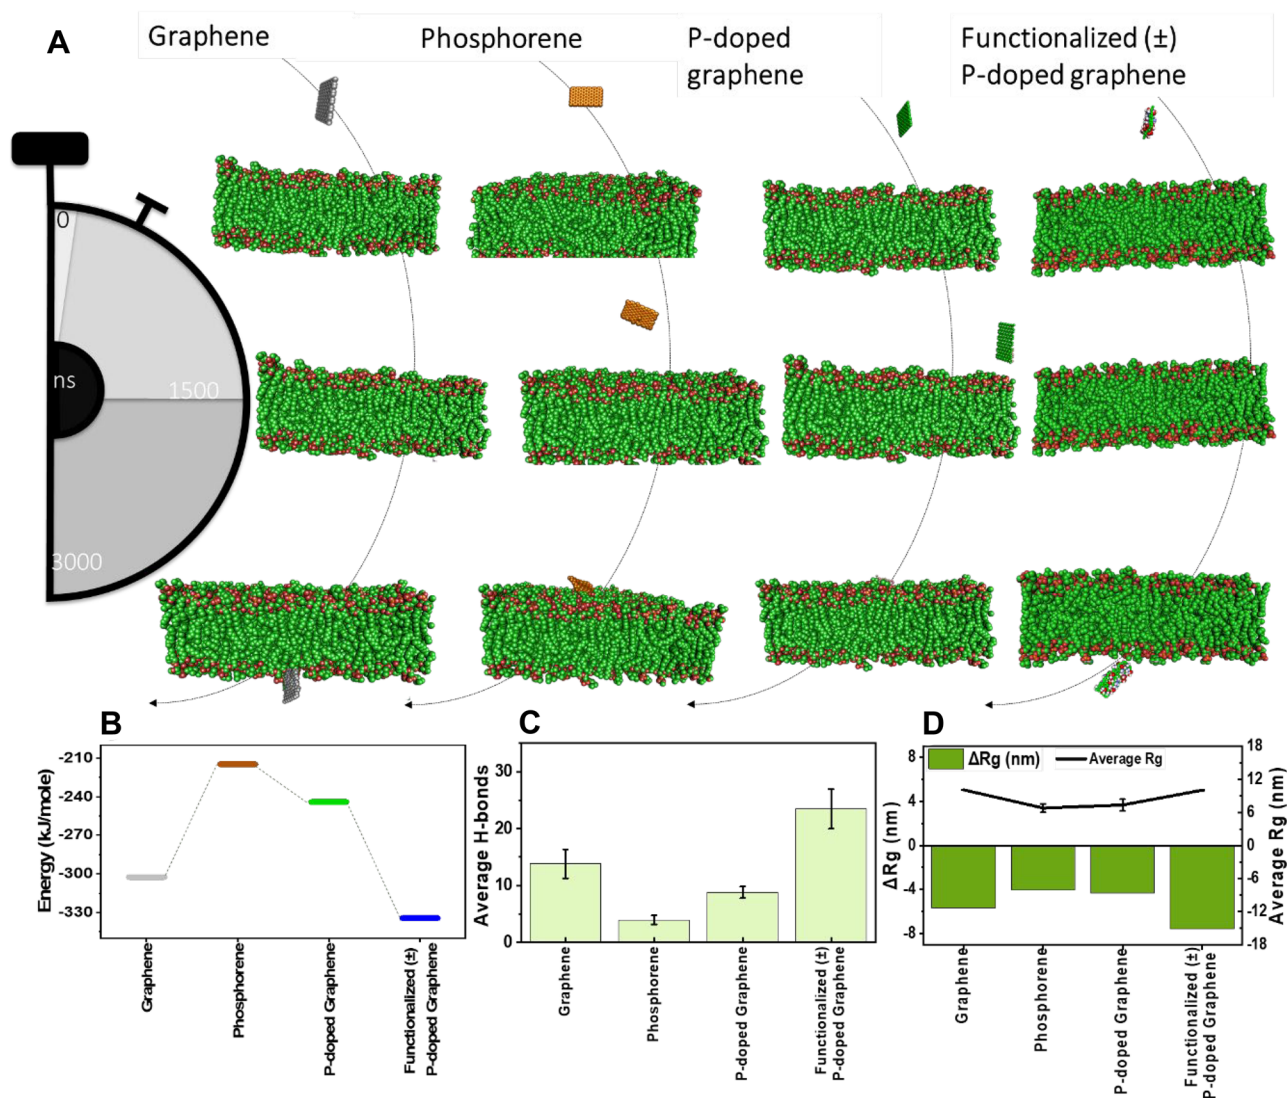 A
Graphene
Phosphorene
P-doped
graphene
Functionalized (±)
P-doped graphene
0
ns
1500
3000
B
Energy (kJ/mole)
-210
-240
-270
-300
-330
Graphene
Phosphorene
P-doped Graphene
Functionalized (±)
P-doped Graphene
C
Average H-bonds
30
20
10
0
Graphene
Phosphorene
P-doped Graphene
Functionalized (±)
P-doped Graphene
D
ΔRg (nm)
Average Rg
ΔRg (nm)
8
4
0
-4
-8
18
12
6
0
-6
-12
-18
Average Rg (nm)
Graphene
Phosphorene
P-doped Graphene
Functionalized (±)
P-doped Graphene